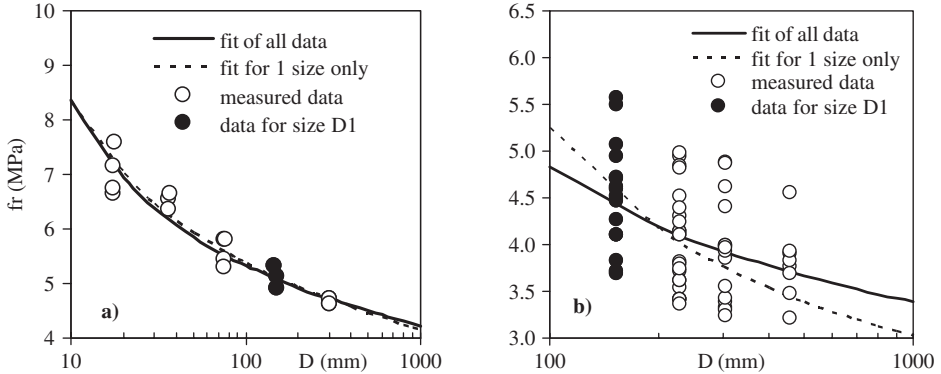 10
9
8
7
6
5
4
fr (MPa)
fit of all data
fit for 1 size only
measured data
data for size D1
a)
10
100
D (mm)
1000
6.5
6.0
5.5
5.0
4.5
4.0
3.5
3.0
fit of all data
fit for 1 size only
measured data
data for size D1
b)
100
D (mm)
1000